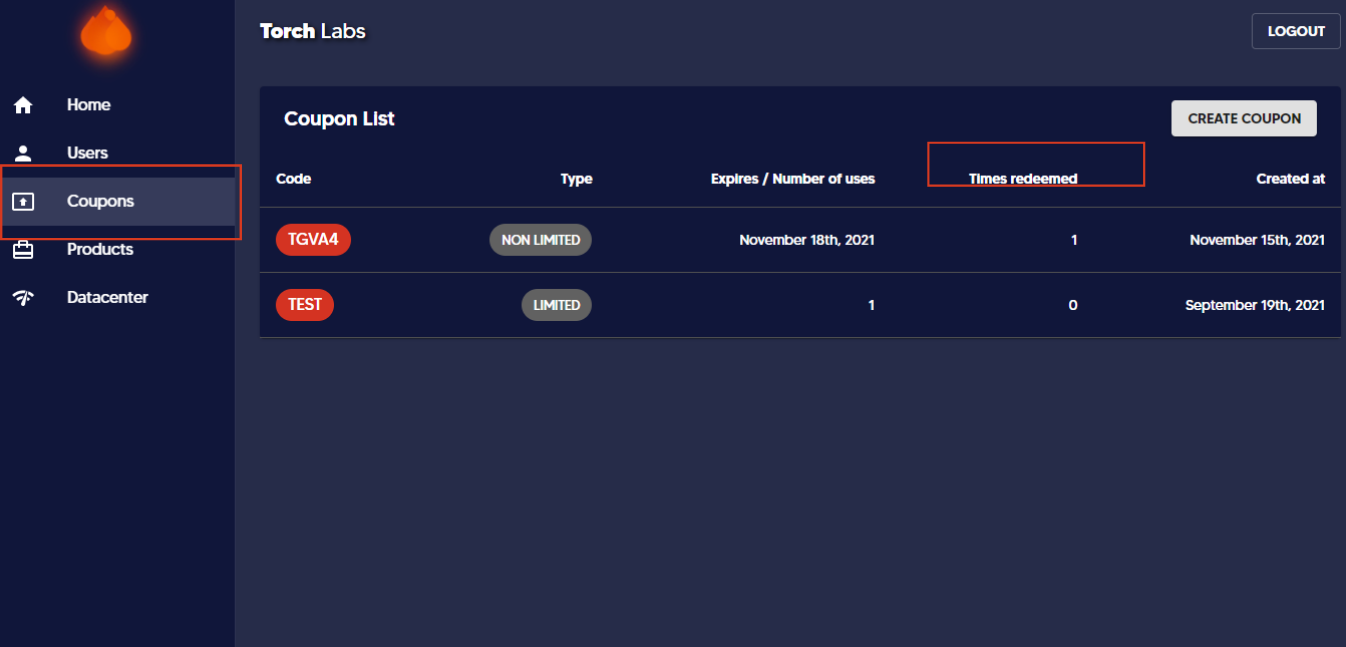 Torch Labs
LOGOUT
Home
Users
Coupons
Products
Datacenter
Coupon List
CREATE COUPON
Code Type Expires / Number of uses Times redeemed Created at
TGVA4 NON LIMITED November 18th, 2021 1 November 15th, 2021
TEST LIMITED 1 0 September 19th, 2021